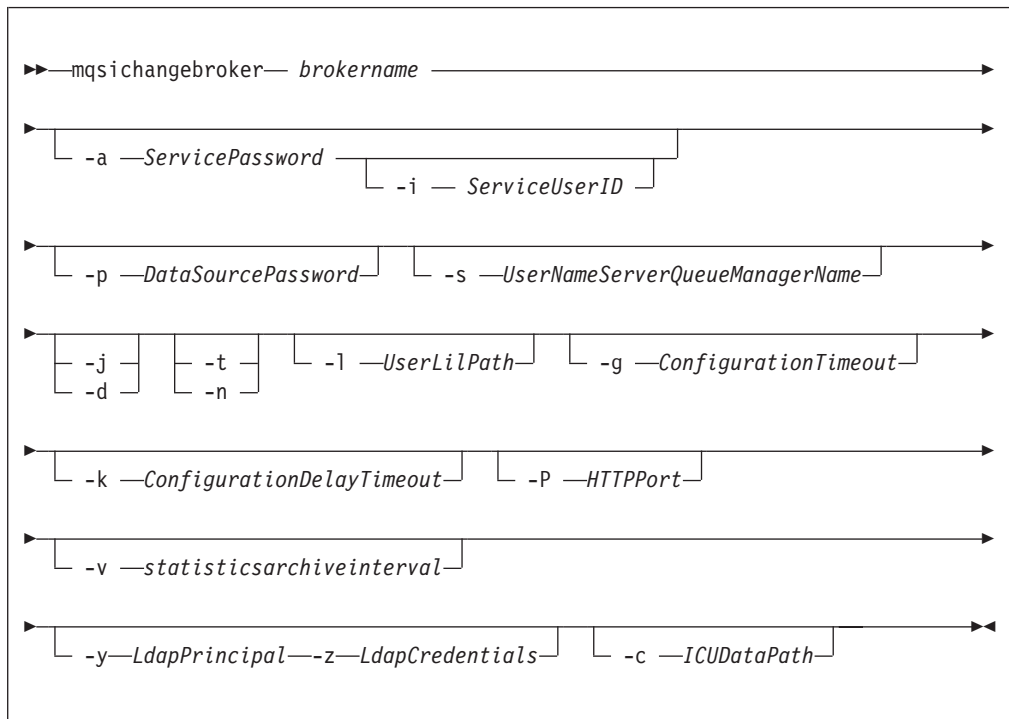 mqsichangebroker brokername
-a ServicePassword
-i ServiceUserID
-p DataSourcePassword -s UserNameServerQueueManagerName
-j -t -l UserLilPath -g ConfigurationTimeout
-d -n
-k ConfigurationDelayTimeout -P HTTPPort
-v statisticsarchiveinterval
-y LdapPrincipal -z LdapCredentials -c ICUDataPath